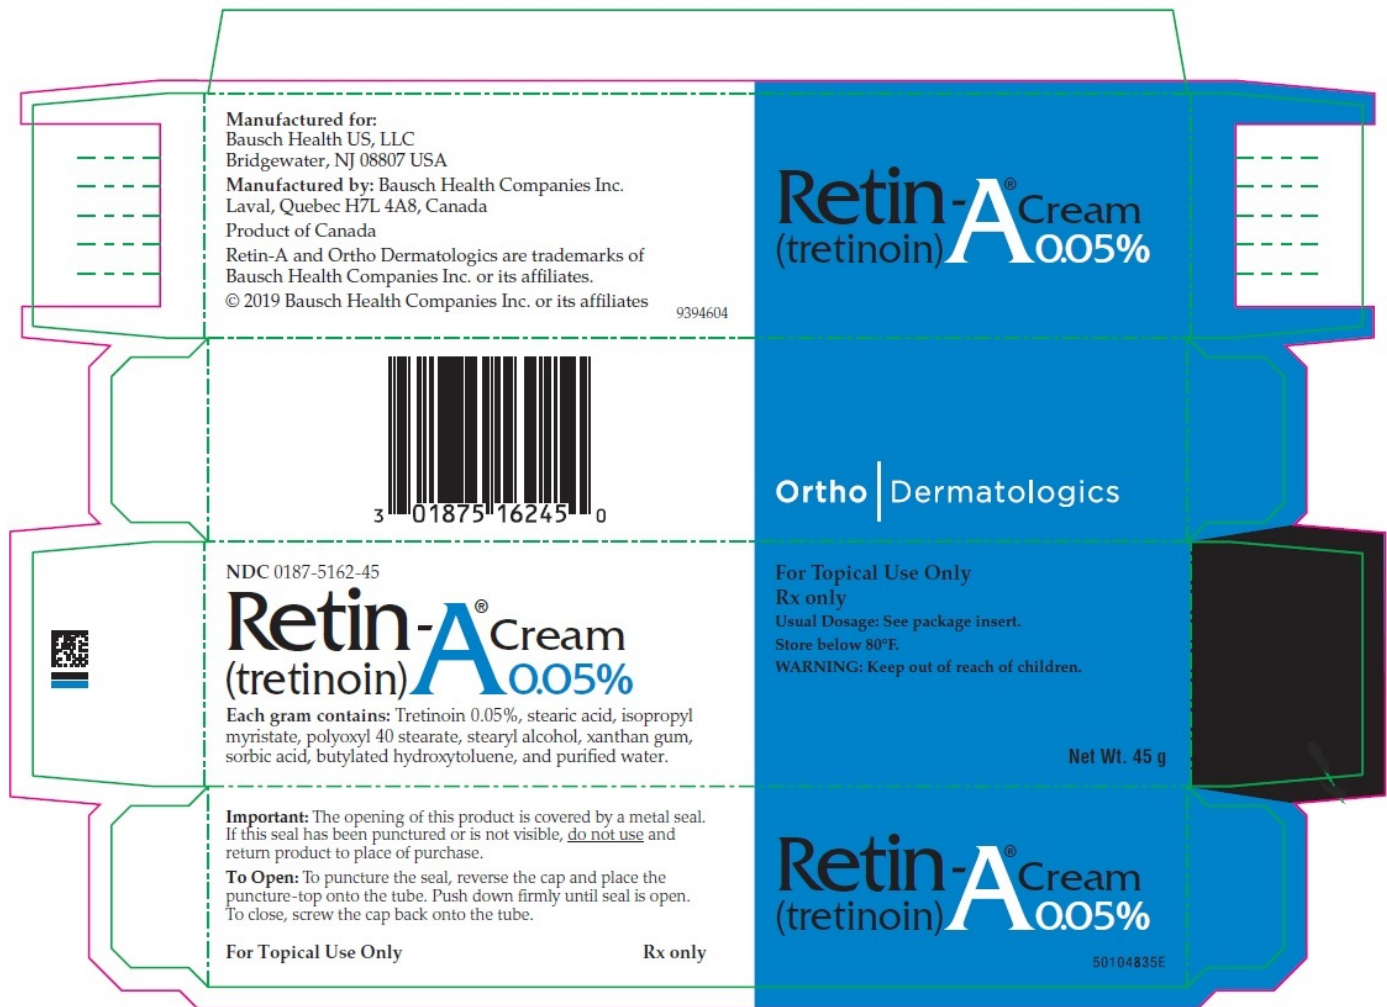 Manufactured for:
Bausch Health US, LLC
Bridgewater, NJ 08807 USA
Manufactured by: Bausch Health Companies Inc.
Laval, Quebec H7L 4A8, Canada
Product of Canada
Retin-A and Ortho Dermatologics are trademarks of
Bausch Health Companies Inc. or its affiliates.
© 2019 Bausch Health Companies Inc. or its affiliates
9394604
Retin-A® Cream
(tretinoin) 0.05%
3 01875 16245 0
Ortho | Dermatologics
NDC 0187-5162-45
Retin-A® Cream
(tretinoin) 0.05%
Each gram contains: Tretinoin 0.05%, stearic acid, isopropyl
myristate, polyoxyl 40 stearate, stearyl alcohol, xanthan gum,
sorbic acid, butylated hydroxytoluene, and purified water.
For Topical Use Only
Rx only
Usual Dosage: See package insert.
Store below 80°F.
WARNING: Keep out of reach of children.
Net Wt. 45 g
Important: The opening of this product is covered by a metal seal.
If this seal has been punctured or is not visible, do not use and
return product to place of purchase.
To Open: To puncture the seal, reverse the cap and place the
puncture-top onto the tube. Push down firmly until seal is open.
To close, screw the cap back onto the tube.
For Topical Use Only Rx only
Retin-A® Cream
(tretinoin) 0.05%
50104835E